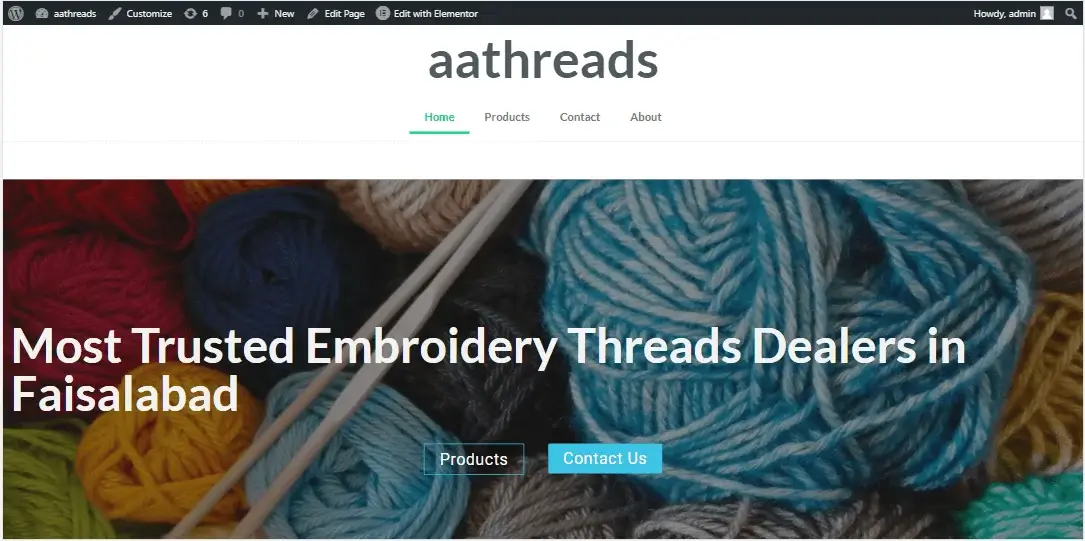 aathreads Customize 6 0 New Edit Page Edit with Elementor Howdy, admin
aathreads
Home Products Contact About
Most Trusted Embroidery Threads Dealers in
Faisalabad
Products Contact Us